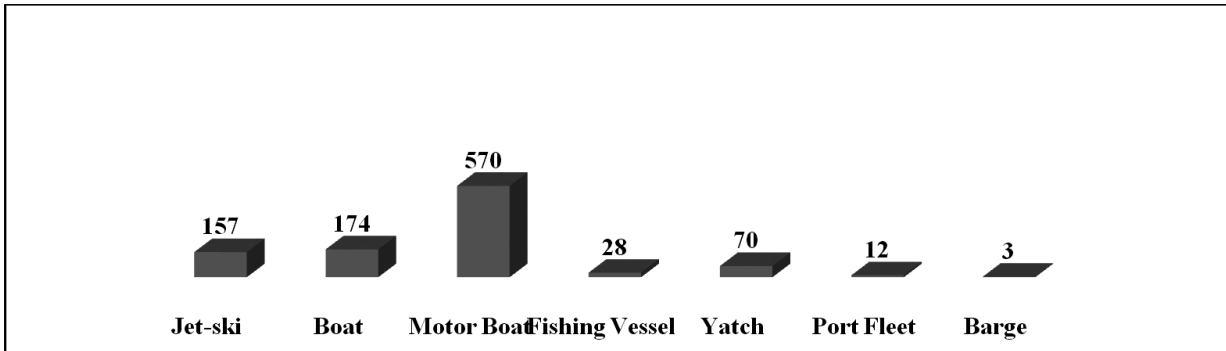 157 174 570 28 70 12 3
Jet-ski Boat Motor Boat Fishing Vessel Yatch Port Fleet Barge